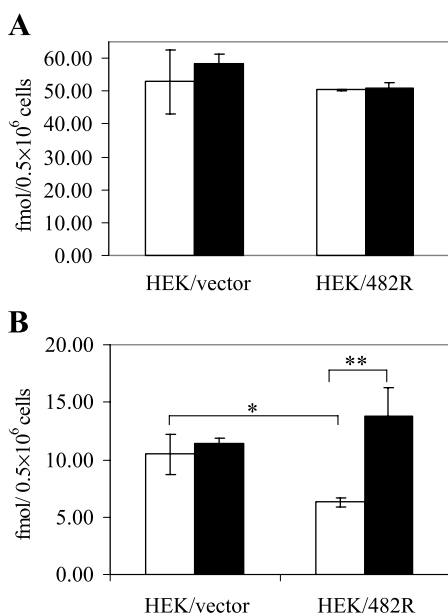 A
fmol/0.5×10⁶ cells
60.00
50.00
40.00
30.00
20.00
10.00
0.00
HEK/vector HEK/482R
B
fmol/ 0.5×10⁶ cells
20.00
15.00
10.00
5.00
0.00
*
**
HEK/vector HEK/482R